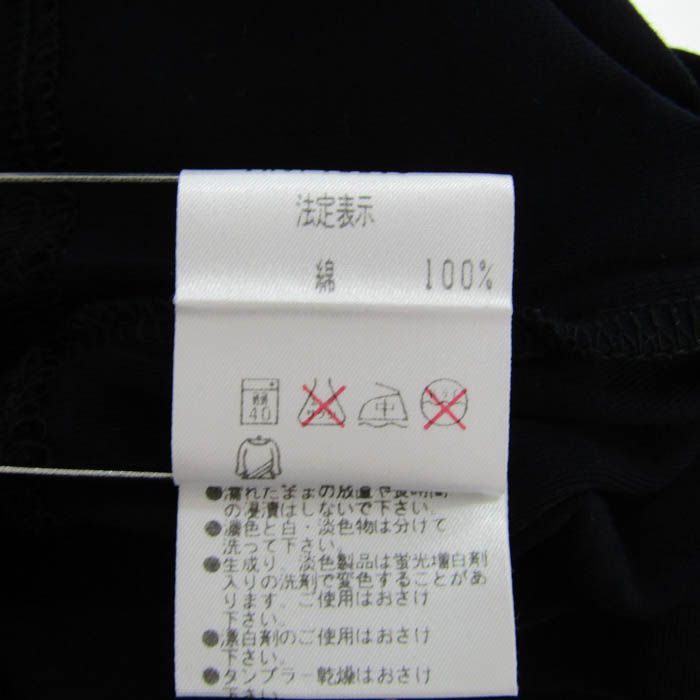 法定表示
綿 100%
弱
40
中
●濡れたままの放置や長時間
の浸漬はしないで下さい。
●濃色と白・淡色物は分けて
洗って下さい。
●生成り、淡色製品は蛍光増白剤
入りの洗剤で変色することがあ
ります。ご使用はおさけ
下さい。
●漂白剤のご使用はおさけ
下さい。
●タンブラー乾燥はおさけ
下さい